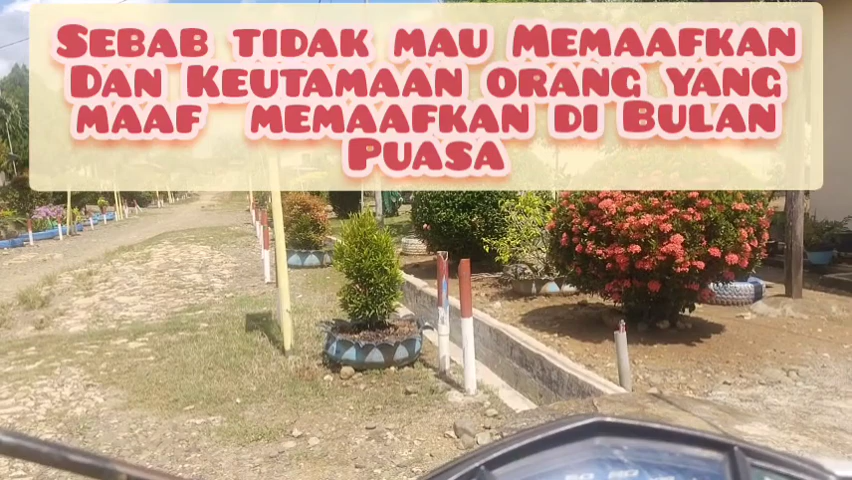 Sebab tidak mau Memaafkan
Dan Keutamaan orang yang
maaf memaafkan di Bulan
Puasa